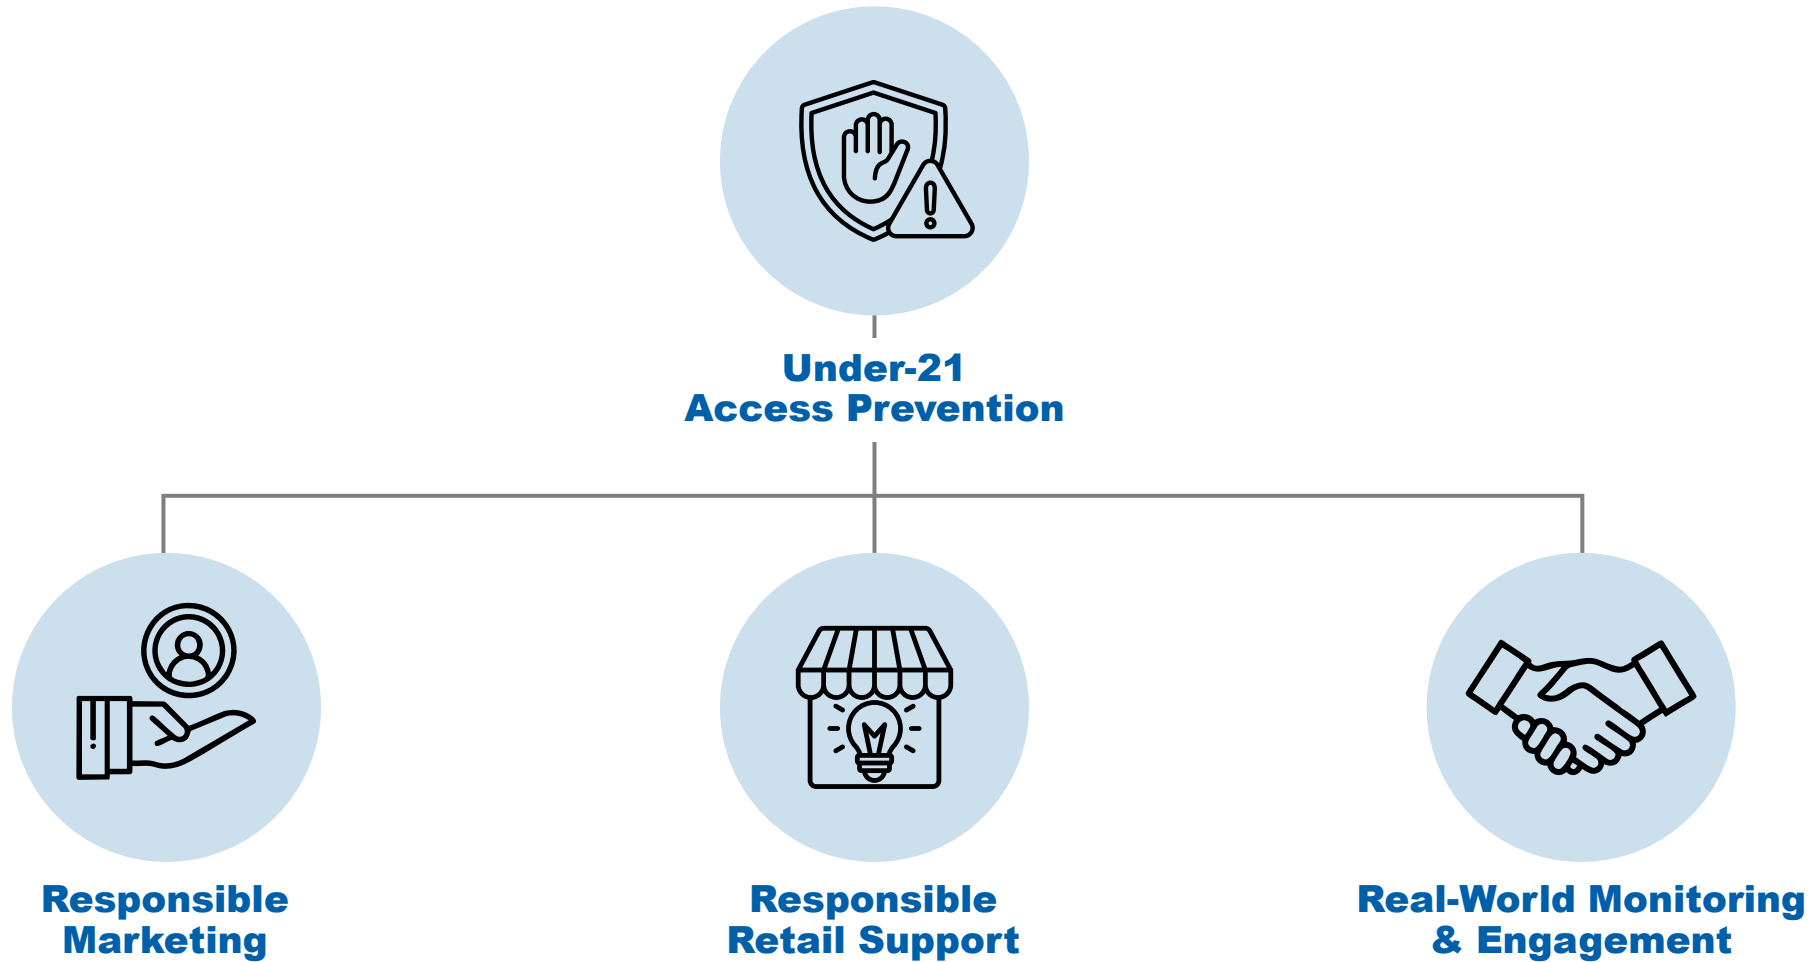 Under-21
Access Prevention
Responsible
Marketing
Responsible
Retail Support
Real-World Monitoring
& Engagement